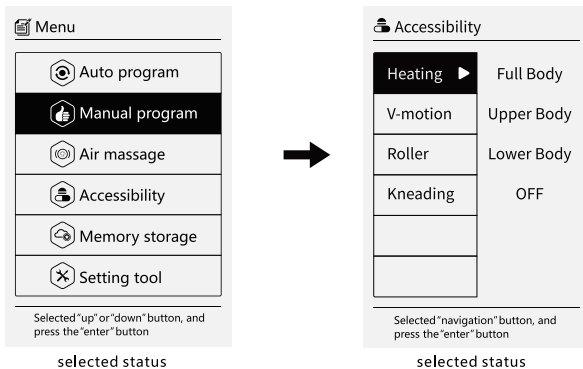 Menu
Auto program
Manual program
Air massage
Accessibility
Memory storage
Setting tool
Selected "up" or "down" button, and
press the "enter" button
selected status
Accessibility
Heating Full Body
V-motion Upper Body
Roller Lower Body
Kneading OFF
Selected "navigation" button, and
press the "enter" button
selected status